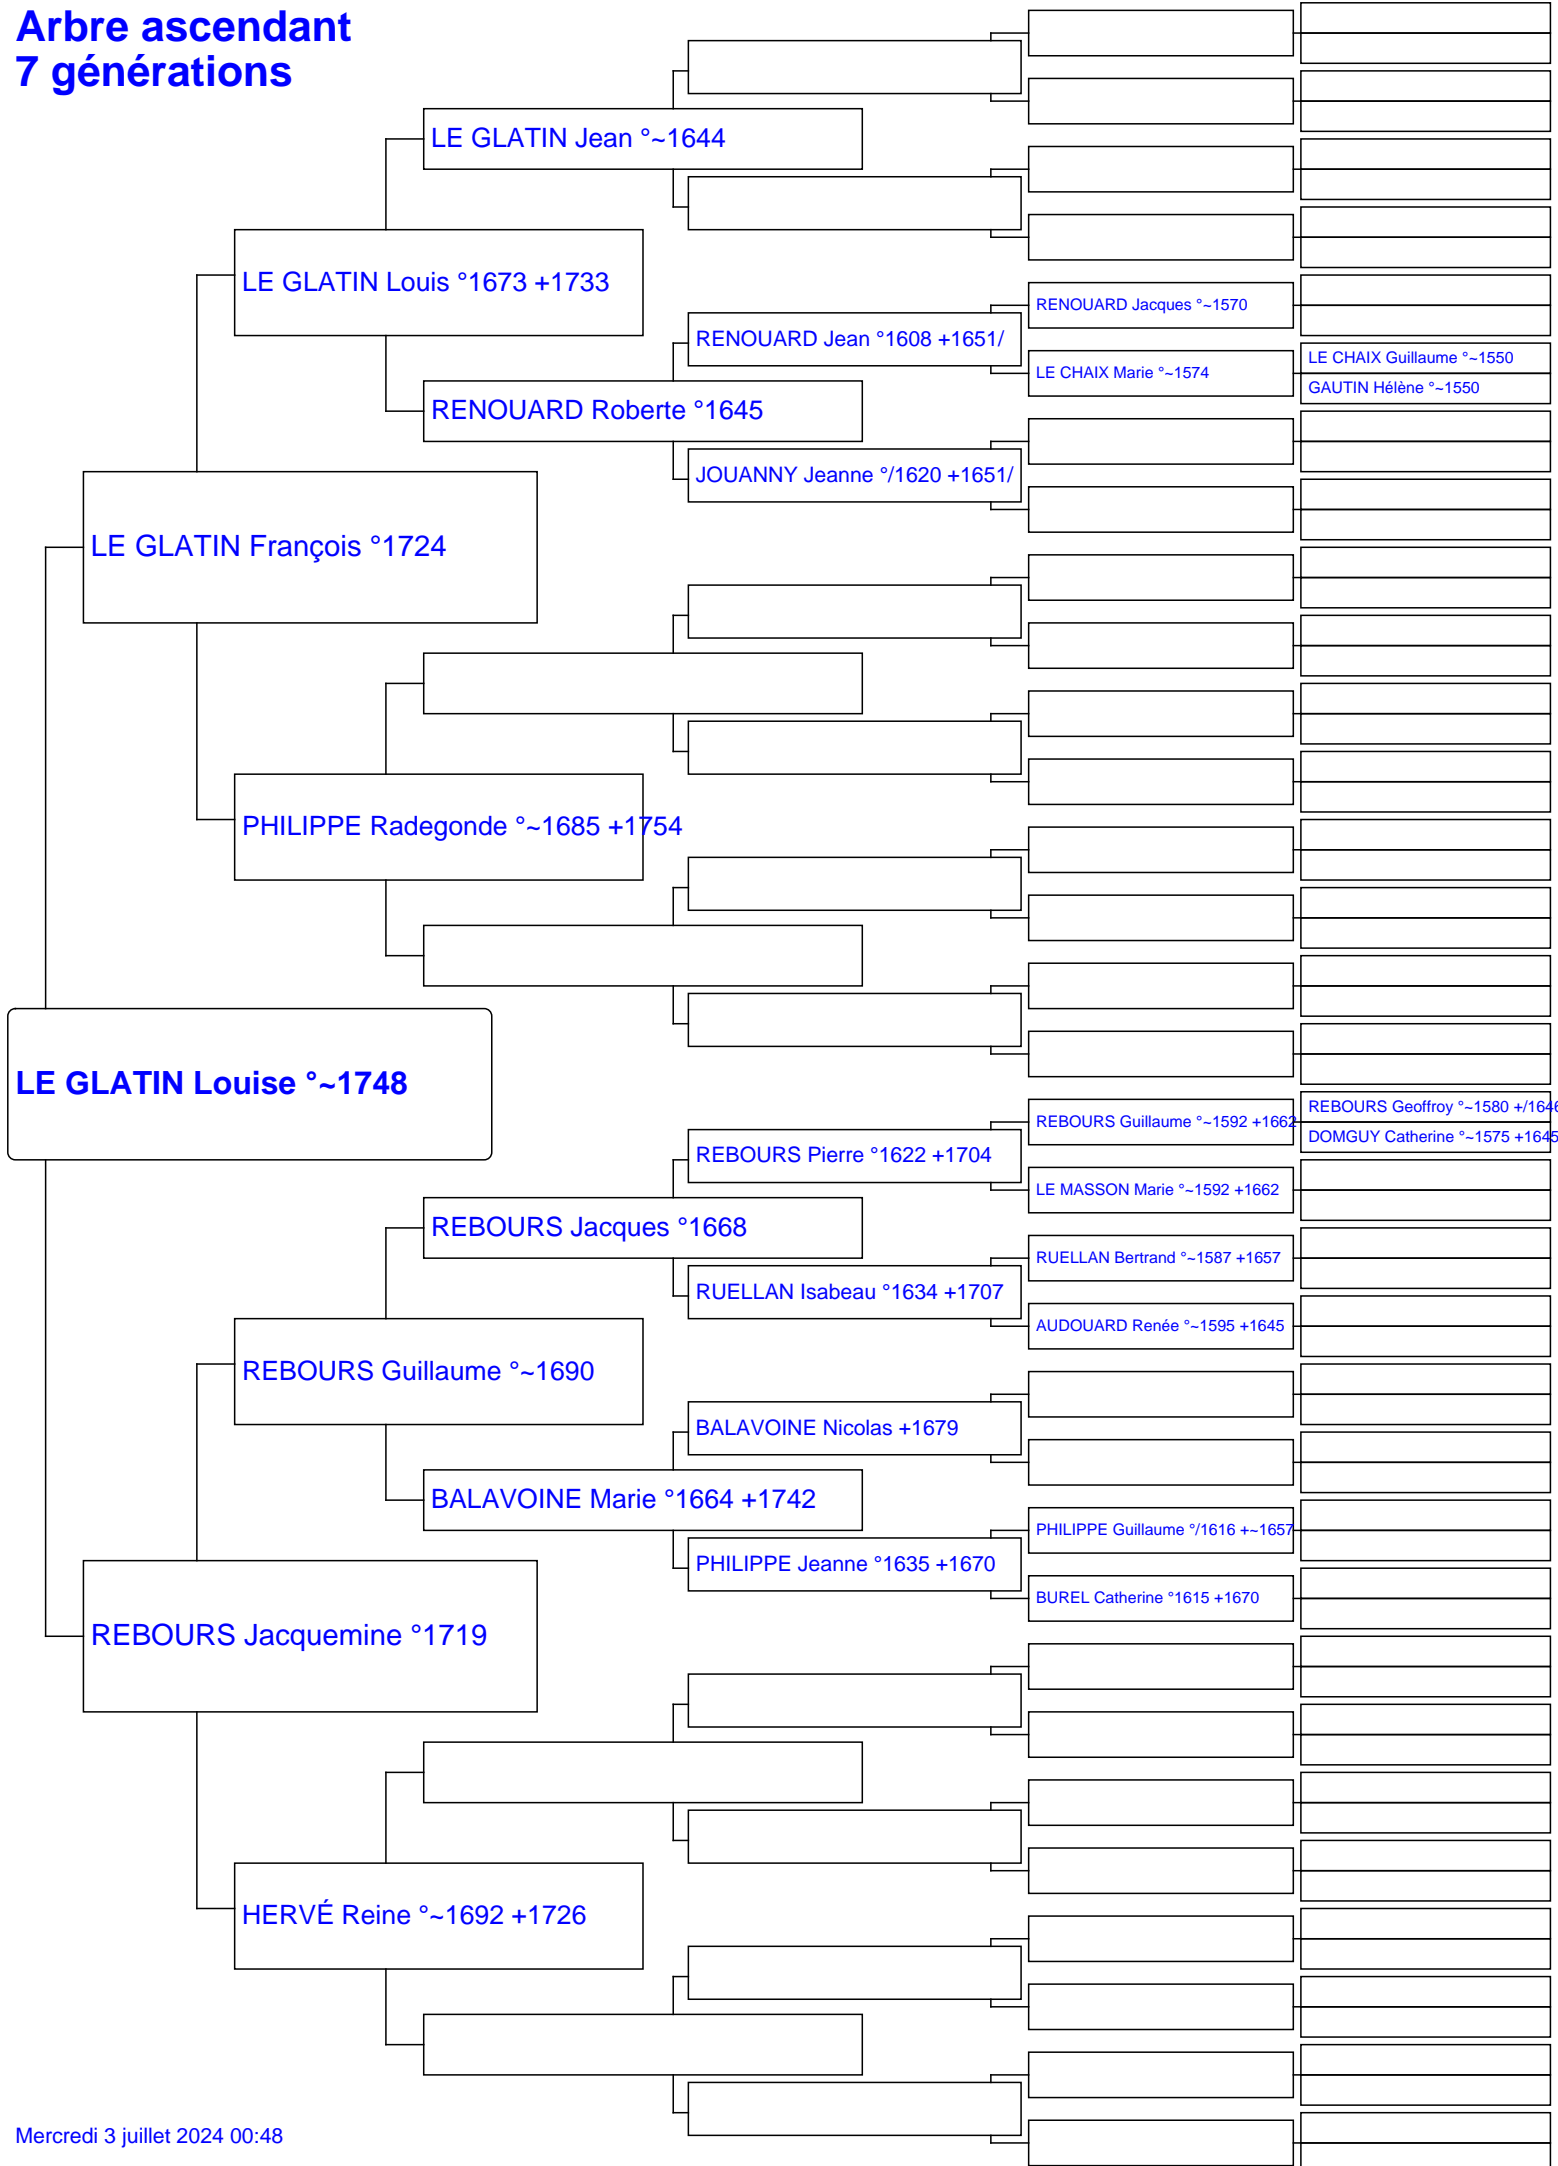 Arbre ascendant
7 générations
LE GLATIN Jean °~1644
LE GLATIN Louis °1673 +1733
RENOUARD Jacques °~1570
RENOUARD Jean °1608 +1651/
LE CHAIX Guillaume °~1550
LE CHAIX Marie °~1574
GAUTIN Hélène °~1550
RENOUARD Roberte °1645
JOUANNY Jeanne °/1620 +1651/
LE GLATIN François °1724
PHILIPPE Radegonde °~1685 +1754
LE GLATIN Louise °~1748
REBOURS Geoffroy °~1580 +/1646
REBOURS Guillaume °~1592 +1662
DOMGUY Catherine °~1575 +1645
REBOURS Pierre °1622 +1704
LE MASSON Marie °~1592 +1662
REBOURS Jacques °1668
RUELLAN Bertrand °~1587 +1657
RUELLAN Isabeau °1634 +1707
AUDOUARD Renée °~1595 +1645
REBOURS Guillaume °~1690
BALAVOINE Nicolas +1679
BALAVOINE Marie °1664 +1742
PHILIPPE Guillaume °/1616 +~1657
PHILIPPE Jeanne °1635 +1670
BUREL Catherine °1615 +1670
REBOURS Jacquemine °1719
HERVÉ Reine °~1692 +1726
Mercredi 3 juillet 2024 00:48